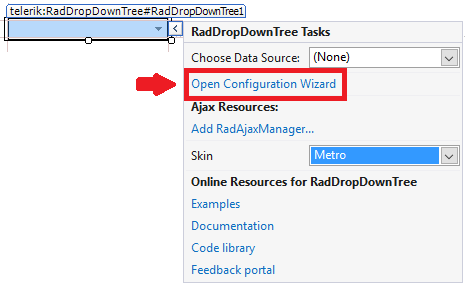 telerik:RadDropDownTree#RadDropDownTree1
RadDropDownTree Tasks
Choose Data Source: (None)
Open Configuration Wizard
Ajax Resources:
Add RadAjaxManager...
Skin Metro
Online Resources for RadDropDownTree
Examples
Documentation
Code library
Feedback portal